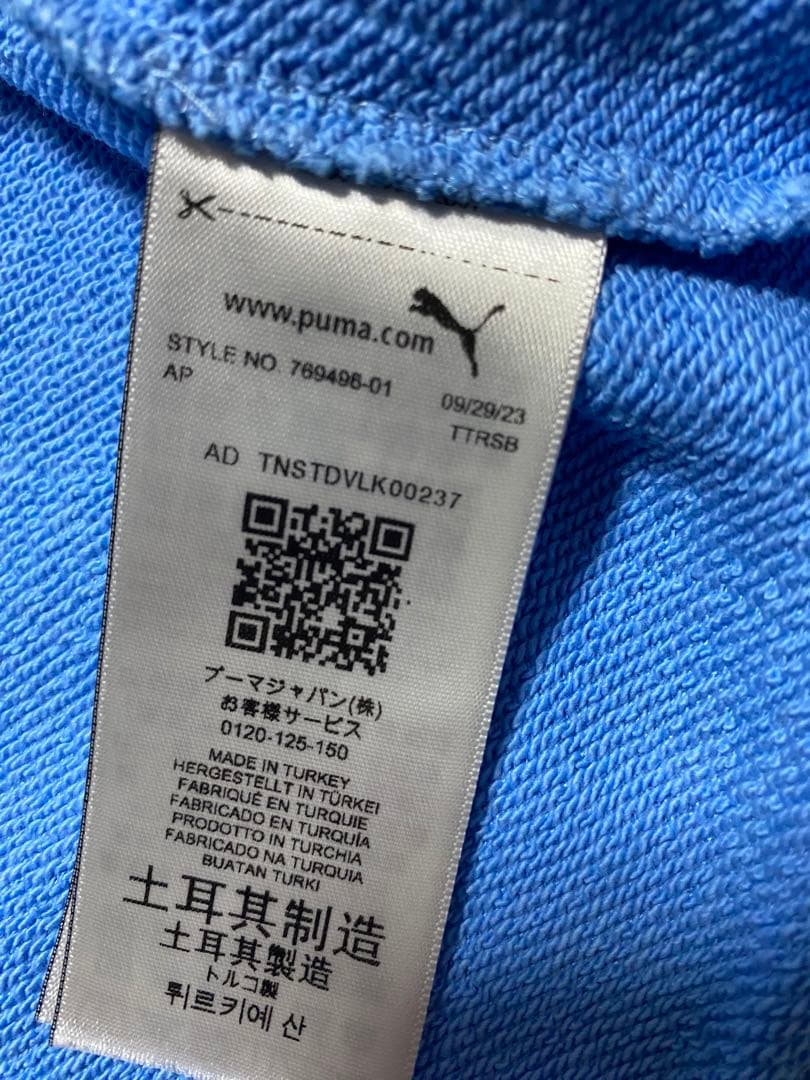 www.puma.com
STYLE NO. 769496-01
AP
09/29/23
TTRSB
AD TNSTDVLK00237
プーマジャパン(株)
お客様サービス
0120-125-150
MADE IN TURKEY
HERGESTELLT IN TÜRKEI
FABRIQUÉ EN TURQUIE
FABRICADO EN TURQUÍA
PRODOTTO IN TURCHIA
FABRICADO NA TURQUIA
BUATAN TURKI
土耳其制造
土耳其製造
トルコ製
튀르키예 산